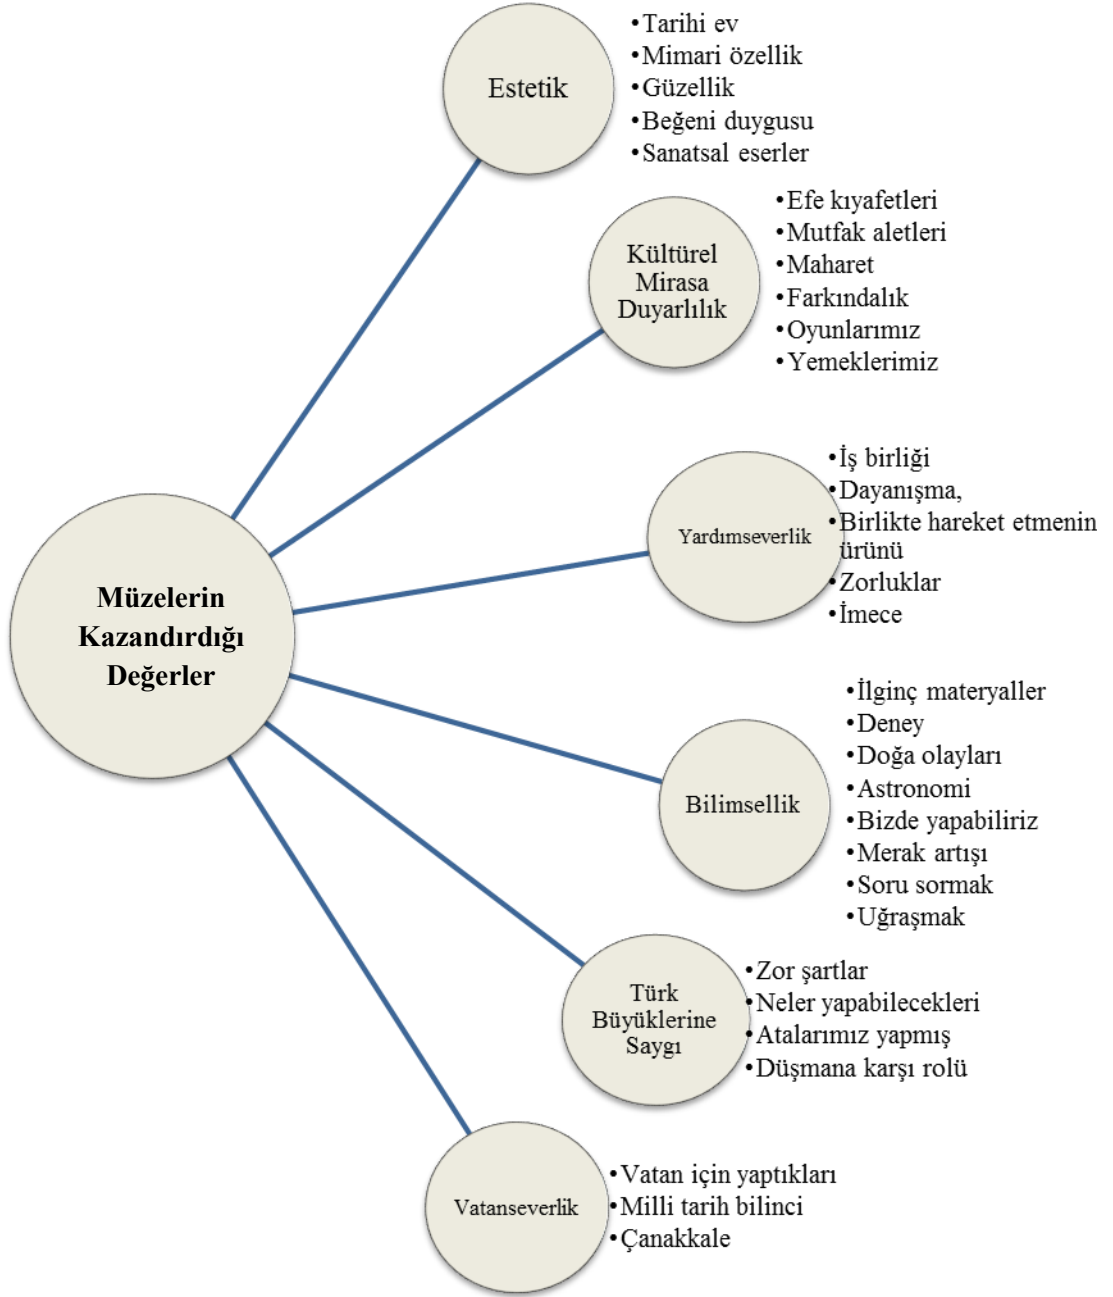 Estetik
•Tarihi ev
•Mimari özellik
•Güzellik
•Beğeni duygusu
•Sanatsal eserler
Kültürel
Mirasa
Duyarlılık
•Efe kıyafetleri
•Mutfak aletleri
•Maharet
•Farkındalık
•Oyunlarımız
•Yemeklerimiz
Yardımseverlik
•İş birliği
•Dayanışma,
•Birlikte hareket etmenin
ürünü
•Zorluklar
•İmece
Müzelerin
Kazandırdığı
Değerler
Bilimsellik
•İlginç materyaller
•Deney
•Doğa olayları
•Astronomi
•Bizde yapabiliriz
•Merak artışı
•Soru sormak
•Uğraşmak
Türk
Büyüklerine
Saygı
•Zor şartlar
•Neler yapabilecekleri
•Atalarımız yapmış
•Düşmana karşı rolü
Vatanseverlik
•Vatan için yaptıkları
•Milli tarih bilinci
•Çanakkale